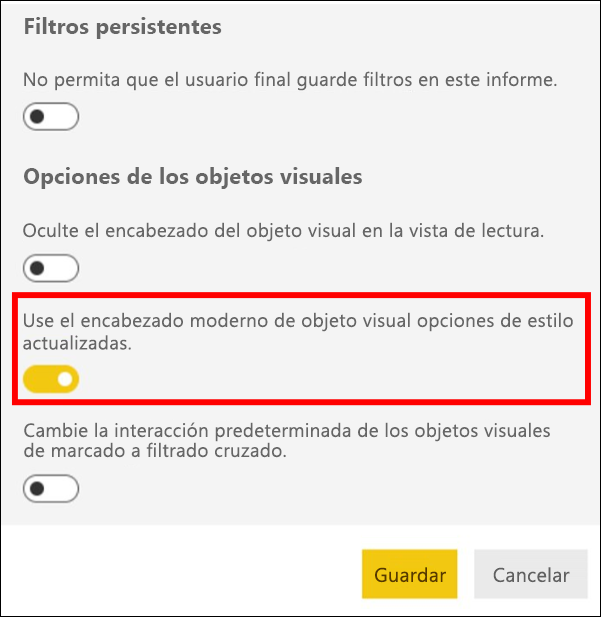 Filtros persistentes
No permita que el usuario final guarde filtros en este informe.
Opciones de los objetos visuales
Oculte el encabezado del objeto visual en la vista de lectura.
Use el encabezado moderno de objeto visual opciones de estilo
actualizadas.
Cambie la interacción predeterminada de los objetos visuales
de marcado a filtrado cruzado.
Guardar
Cancelar